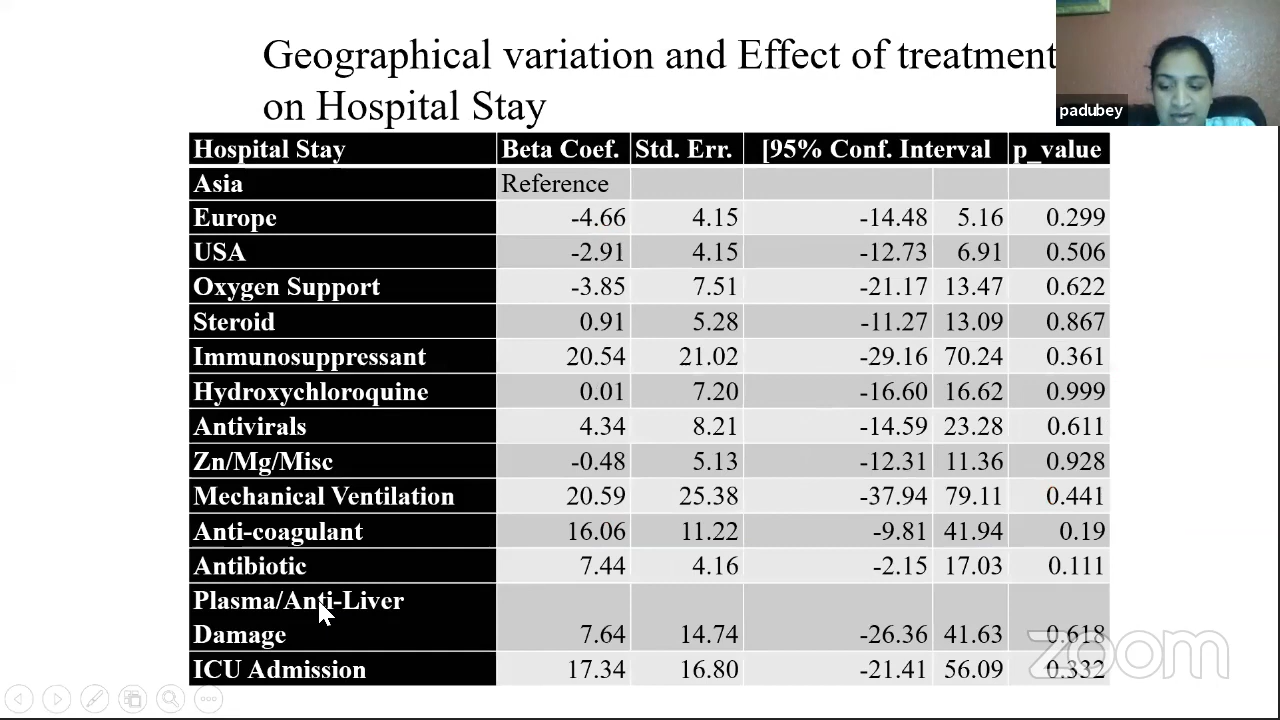 Geographical variation and Effect of treatment
on Hospital Stay
padubey
Hospital Stay Beta Coef. Std. Err. [95% Conf. Interval p_value
Asia Reference
Europe -4.66 4.15 -14.48 5.16 0.299
USA -2.91 4.15 -12.73 6.91 0.506
Oxygen Support -3.85 7.51 -21.17 13.47 0.622
Steroid 0.91 5.28 -11.27 13.09 0.867
Immunosuppressant 20.54 21.02 -29.16 70.24 0.361
Hydroxychloroquine 0.01 7.20 -16.60 16.62 0.999
Antivirals 4.34 8.21 -14.59 23.28 0.611
Zn/Mg/Misc -0.48 5.13 -12.31 11.36 0.928
Mechanical Ventilation 20.59 25.38 -37.94 79.11 0.441
Anti-coagulant 16.06 11.22 -9.81 41.94 0.19
Antibiotic 7.44 4.16 -2.15 17.03 0.111
Plasma/Anti-Liver
Damage 7.64 14.74 -26.36 41.63 0.618
ICU Admission 17.34 16.80 -21.41 56.09 0.332
zoom